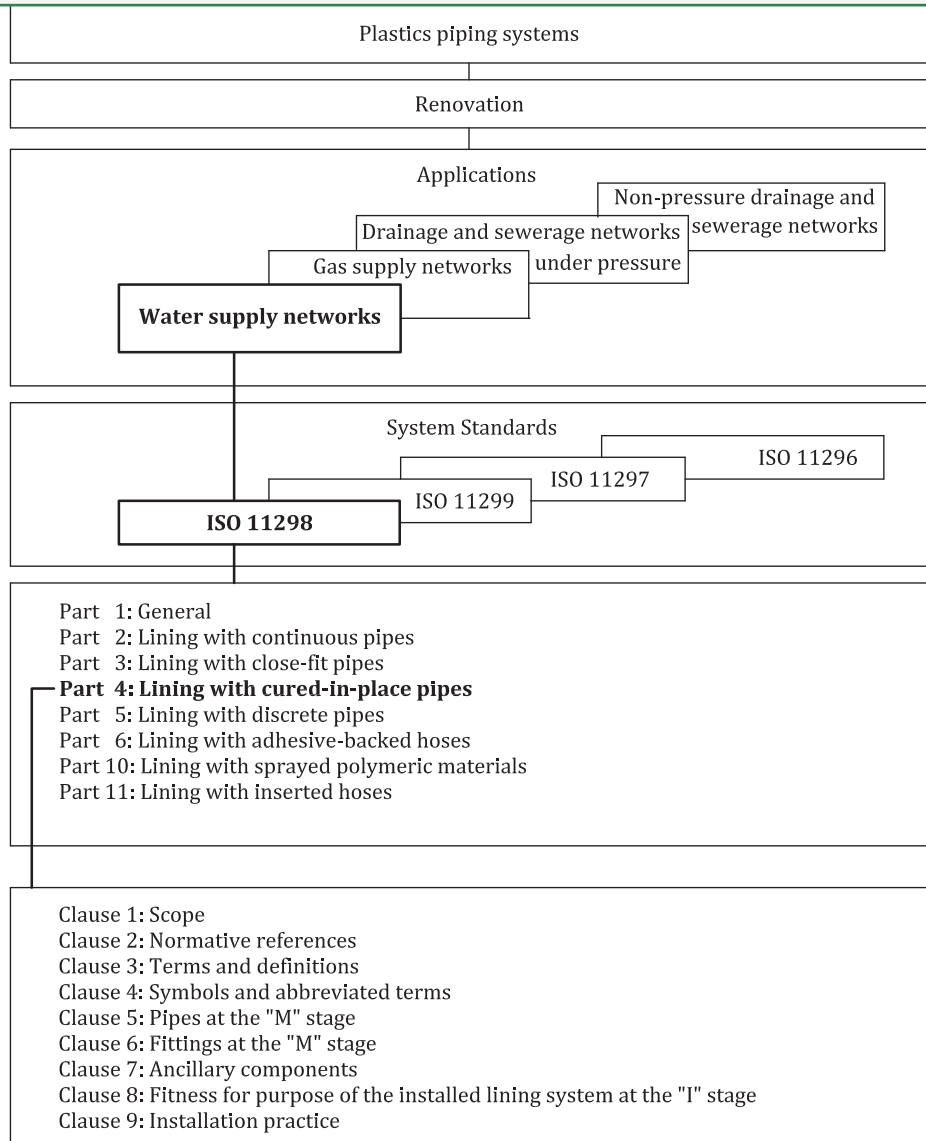 Plastics piping systems
Renovation
Applications
Non-pressure drainage and
sewerage networks
Drainage and sewerage networks
under pressure
Gas supply networks
Water supply networks
System Standards
ISO 11296
ISO 11297
ISO 11299
ISO 11298
Part 1: General
Part 2: Lining with continuous pipes
Part 3: Lining with close-fit pipes
Part 4: Lining with cured-in-place pipes
Part 5: Lining with discrete pipes
Part 6: Lining with adhesive-backed hoses
Part 10: Lining with sprayed polymeric materials
Part 11: Lining with inserted hoses
Clause 1: Scope
Clause 2: Normative references
Clause 3: Terms and definitions
Clause 4: Symbols and abbreviated terms
Clause 5: Pipes at the "M" stage
Clause 6: Fittings at the "M" stage
Clause 7: Ancillary components
Clause 8: Fitness for purpose of the installed lining system at the "I" stage
Clause 9: Installation practice